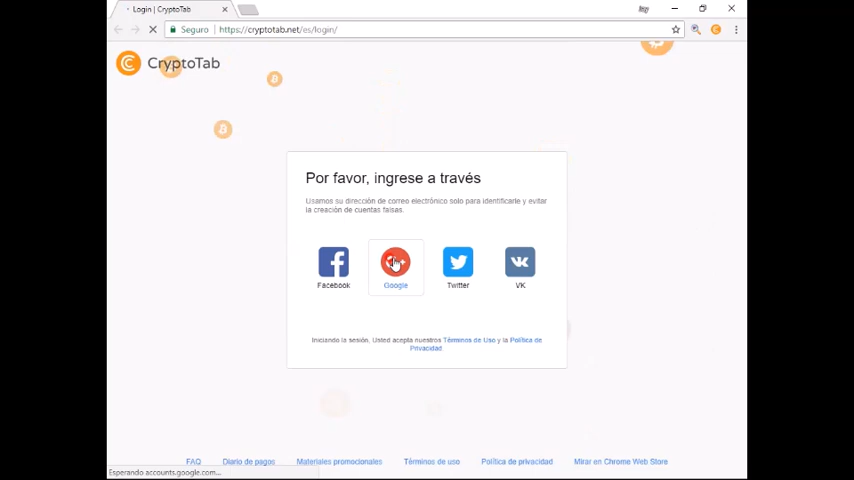 Login | CryptoTab
Seguro
https://cryptotab.net/es/login/
CryptoTab
Por favor, ingrese a través
Usamos su dirección de correo electrónico solo para identificarle y evitar
la creación de cuentas falsas.
Facebook
Google
Twitter
VK
Iniciando la sesión, Usted acepta nuestros Términos de Uso y la Política de
Privacidad
FAQ
Diario de pagos
Materiales promocionales
Términos de uso
Política de privacidad
Mirar en Chrome Web Store
Esperando accounts.google.com...